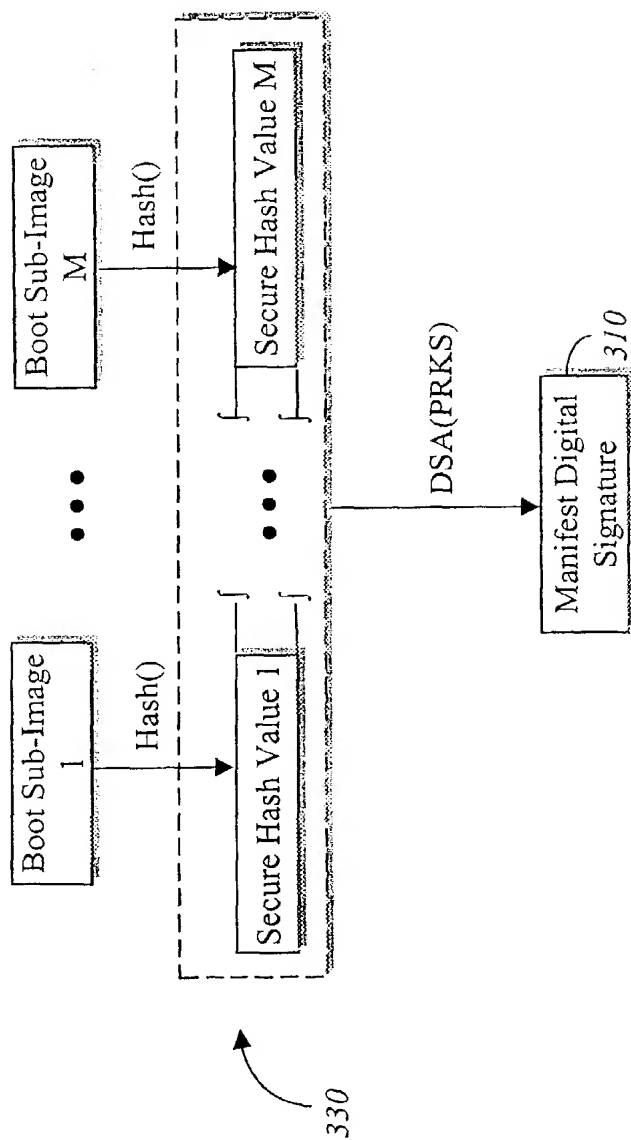 Boot Sub-Image
1
Boot Sub-Image
M
Hash()
Hash()
Secure Hash Value 1
Secure Hash Value M
330
DSA(PRKS)
Manifest Digital
Signature
310